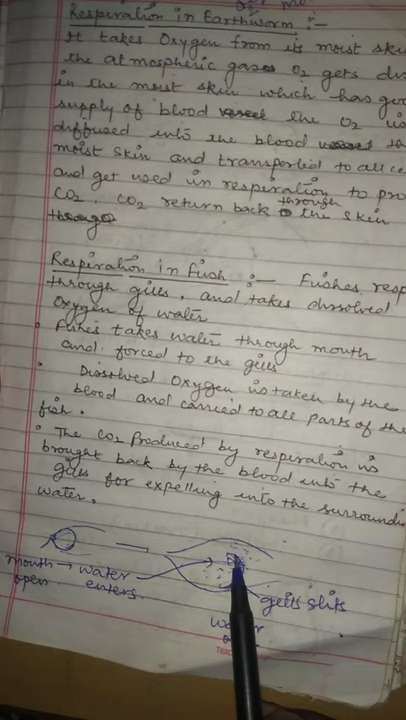 Respiration in Earthworm :-
It takes Oxygen from its moist
the atmospheric gases O2 gets
in the moist skin which has
supply of blood the O2 is
diffused into the blood
moist skin and transported to all
and get used in respiration to
CO2. CO2 return back through to the skin
Respiration in Fish :- Fishes
through gills, and takes dissolved
Oxygen of water
• Fishes takes water through mouth
and forced to the gills
• Dissolved Oxygen is taken by the
blood and carried to all parts of the
fish.
• The CO2 produced by respiration is
brought back by the blood into the
gills for expelling into the
water.
mouth → water
open enters.
slits